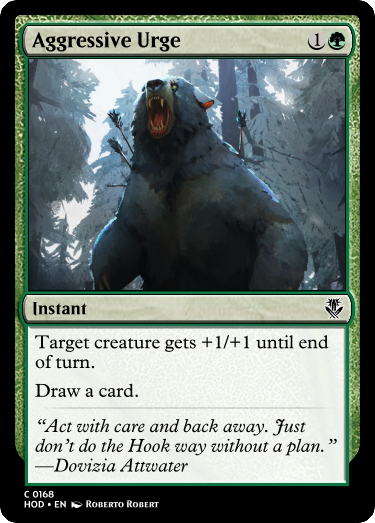 Aggressive Urge 1
Instant
Target creature gets +1/+1 until end
of turn.
Draw a card.
“Act with care and back away. Just
don’t do the Hook way without a plan.”
—Dovizia Attwater
C 0168
HOD • EN Roberto Robert